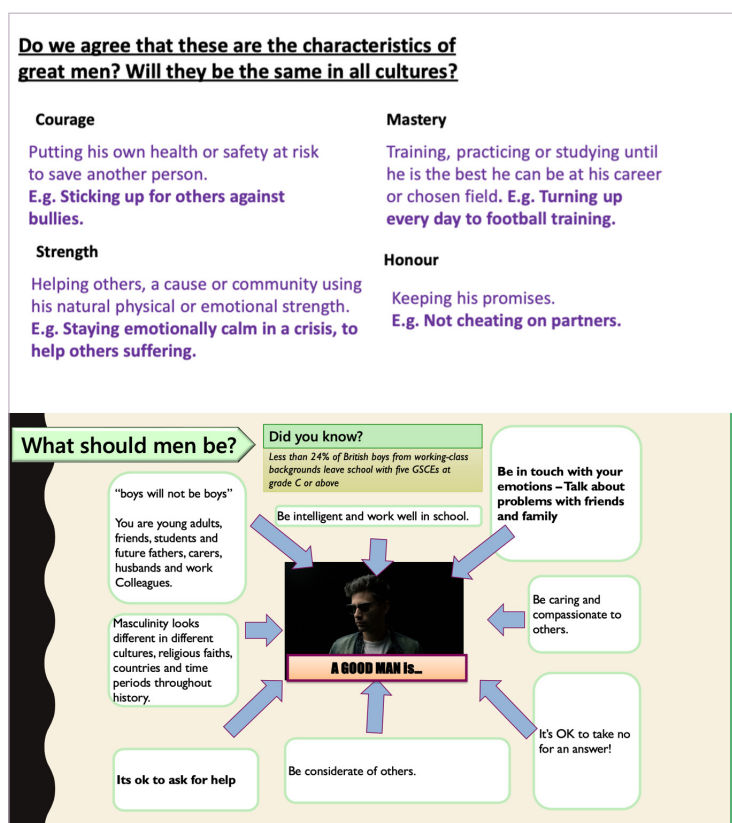 Do we agree that these are the characteristics of
great men? Will they be the same in all cultures?
Courage
Putting his own health or safety at risk
to save another person.
E.g. Sticking up for others against
bullies.
Mastery
Training, practicing or studying until
he is the best he can be at his career
or chosen field. E.g. Turning up
every day to football training.
Strength
Helping others, a cause or community using
his natural physical or emotional strength.
E.g. Staying emotionally calm in a crisis, to
help others suffering.
Honour
Keeping his promises.
E.g. Not cheating on partners.
What should men be?
Did you know?
Less than 24% of British boys from working-class
backgrounds leave school with five GSCEs at
grade C or above
Be in touch with your
emotions – Talk about
problems with friends
and family
"boys will not be boys"
You are young adults,
friends, students and
future fathers, carers,
husbands and work
Colleagues.
Be intelligent and work well in school.
Be caring and
compassionate to
others.
Masculinity looks
different in different
cultures, religious faiths,
countries and time
periods throughout
history.
A GOOD MAN Is...
It's OK to take no
for an answer!
Its ok to ask for help
Be considerate of others.